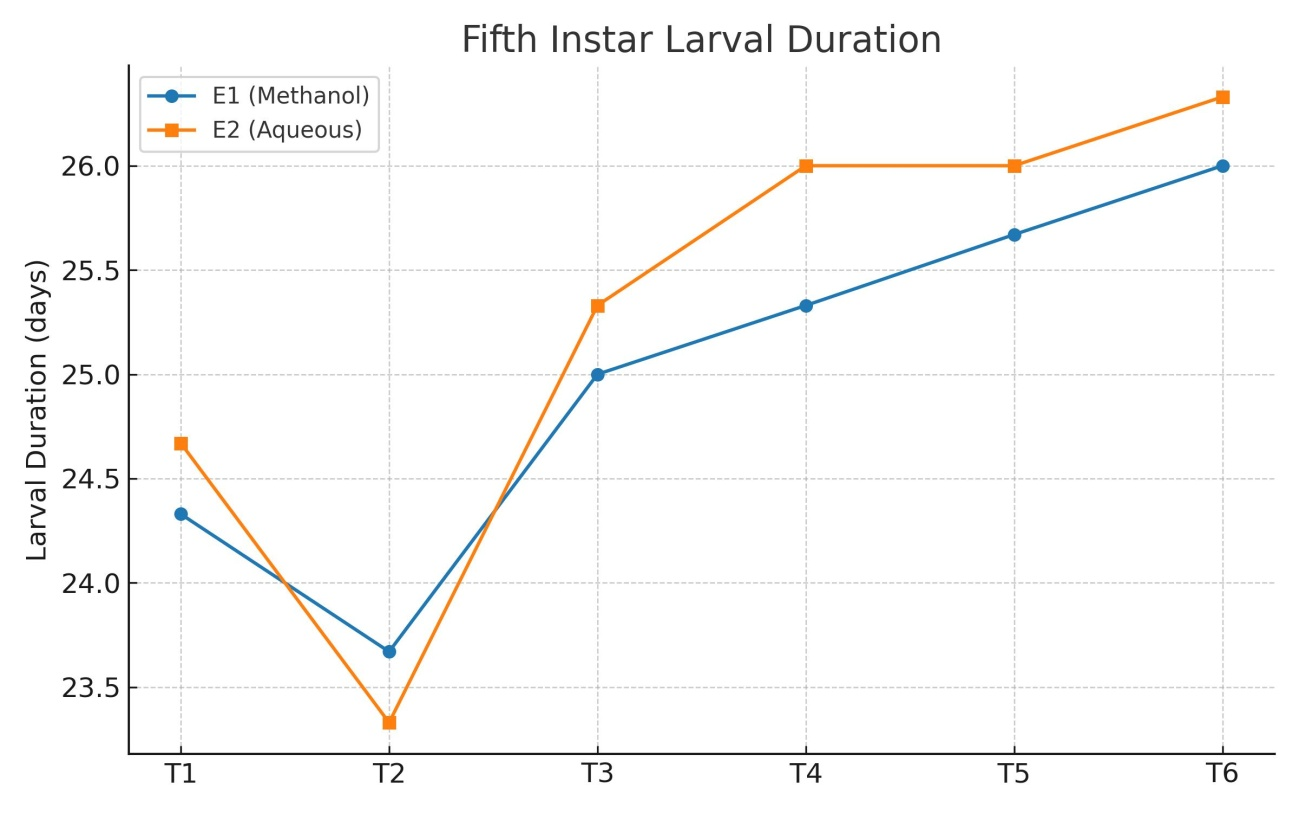 Fifth Instar Larval Duration
E1 (Methanol)
E2 (Aqueous)
Larval Duration (days)
26.0
25.5
25.0
24.5
24.0
23.5
T1 T2 T3 T4 T5 T6